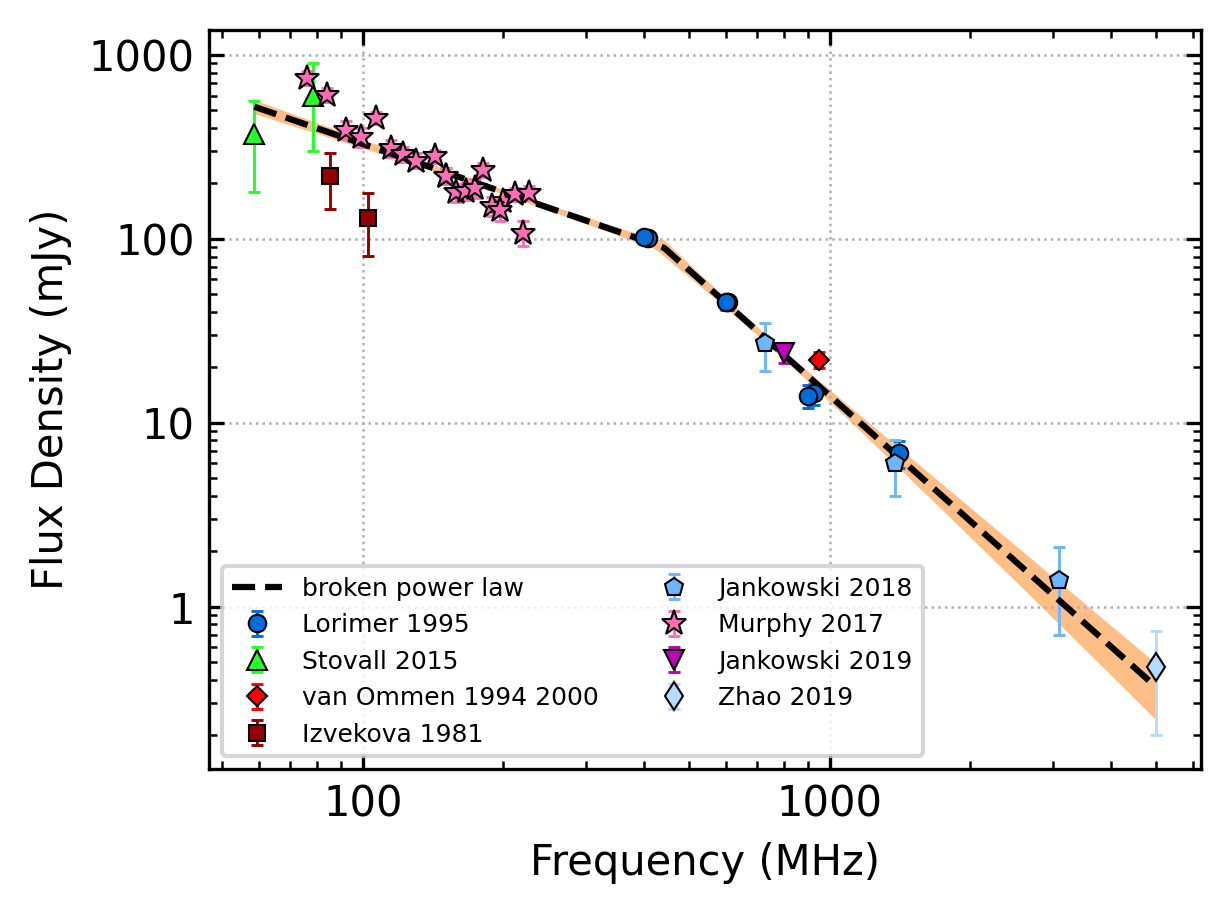 1000
100
10
1
Flux Density (mJy)
broken power law
Lorimer 1995
Stovall 2015
van Ommen 1994 2000
Izvekova 1981
Jankowski 2018
Murphy 2017
Jankowski 2019
Zhao 2019
100
1000
Frequency (MHz)